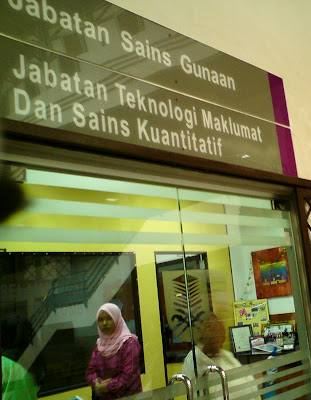 Jabatan Sains Gunaan
Jabatan Teknologi Maklumat
Dan Sains Kuantitatif